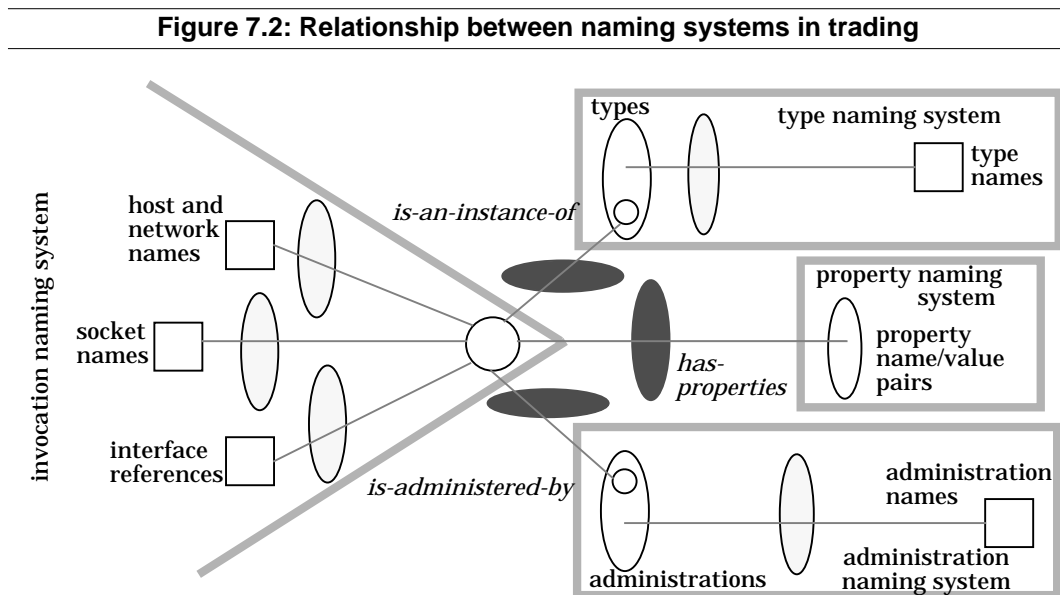 Figure 7.2: Relationship between naming systems in trading
invocation naming system
host and
network
names
socket
names
interface
references
is-an-instance-of
has-
properties
is-administered-by
types
type naming system
type
names
property naming
system
property
name/value
pairs
administration
names
administrations
administration
naming system